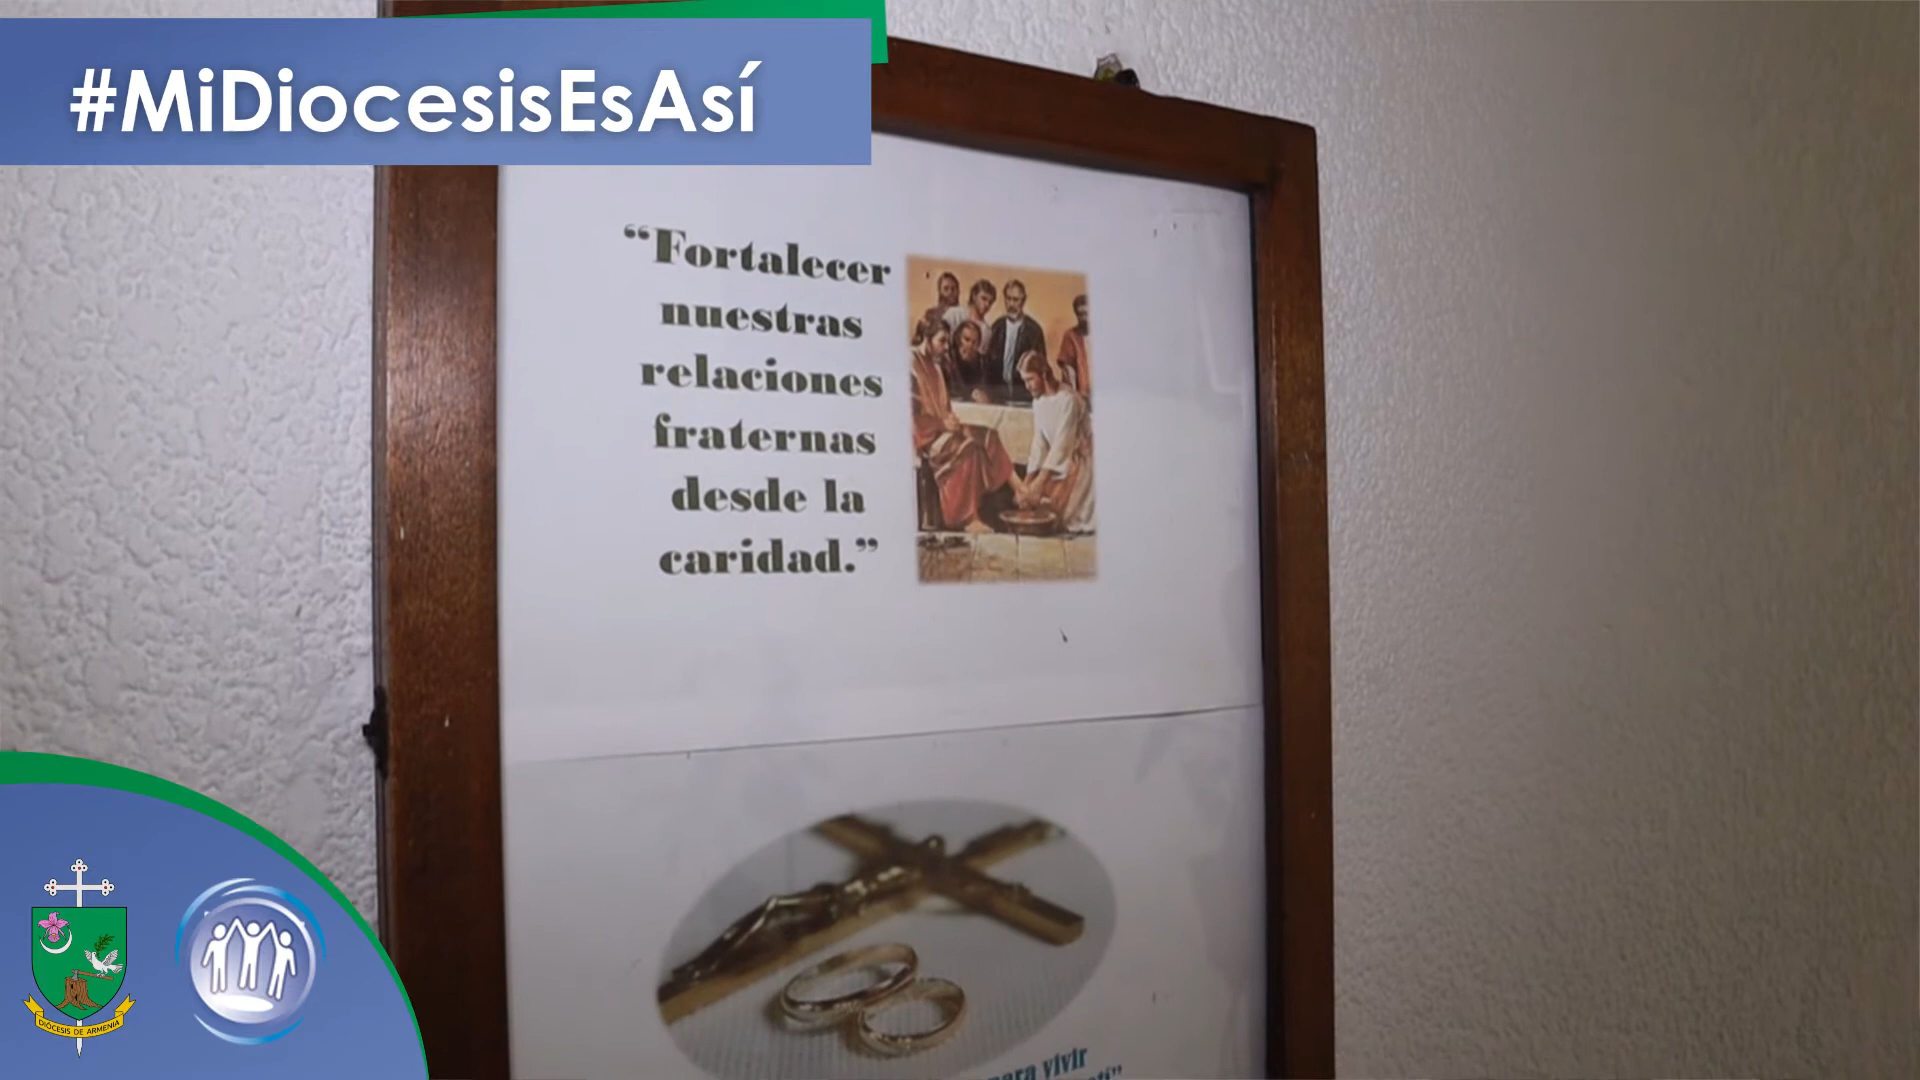 #MiDiocesisEsAsí
“Fortalecer
nuestras
relaciones
fraternas
desde la
caridad.”
para vivir
DIÓCESIS DE ARMENIA